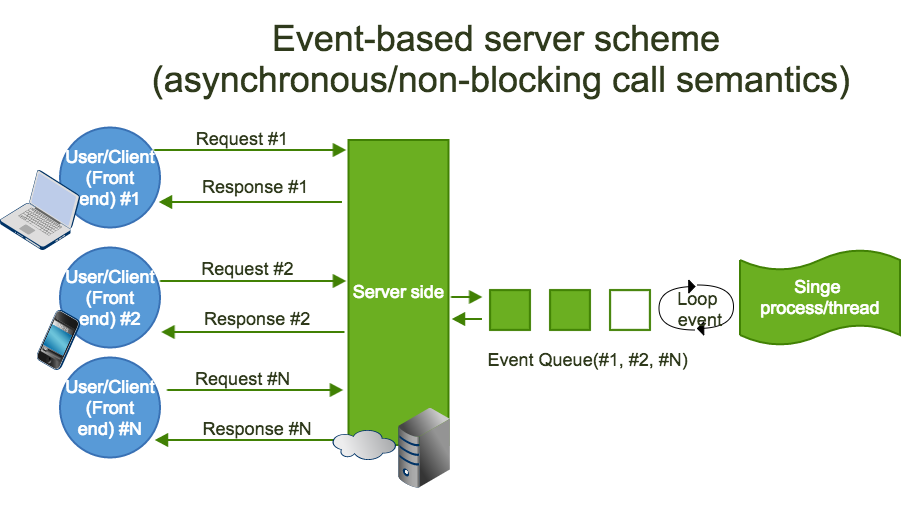 Event-based server scheme
(asynchronous/non-blocking call semantics)
User/Client
(Front
end) #1
Request #1
Response #1
User/Client
(Front
end) #2
Request #2
Response #2
User/Client
(Front
end) #N
Request #N
Response #N
Server side
Event Queue(#1, #2, #N)
Loop
event
Singe
process/thread